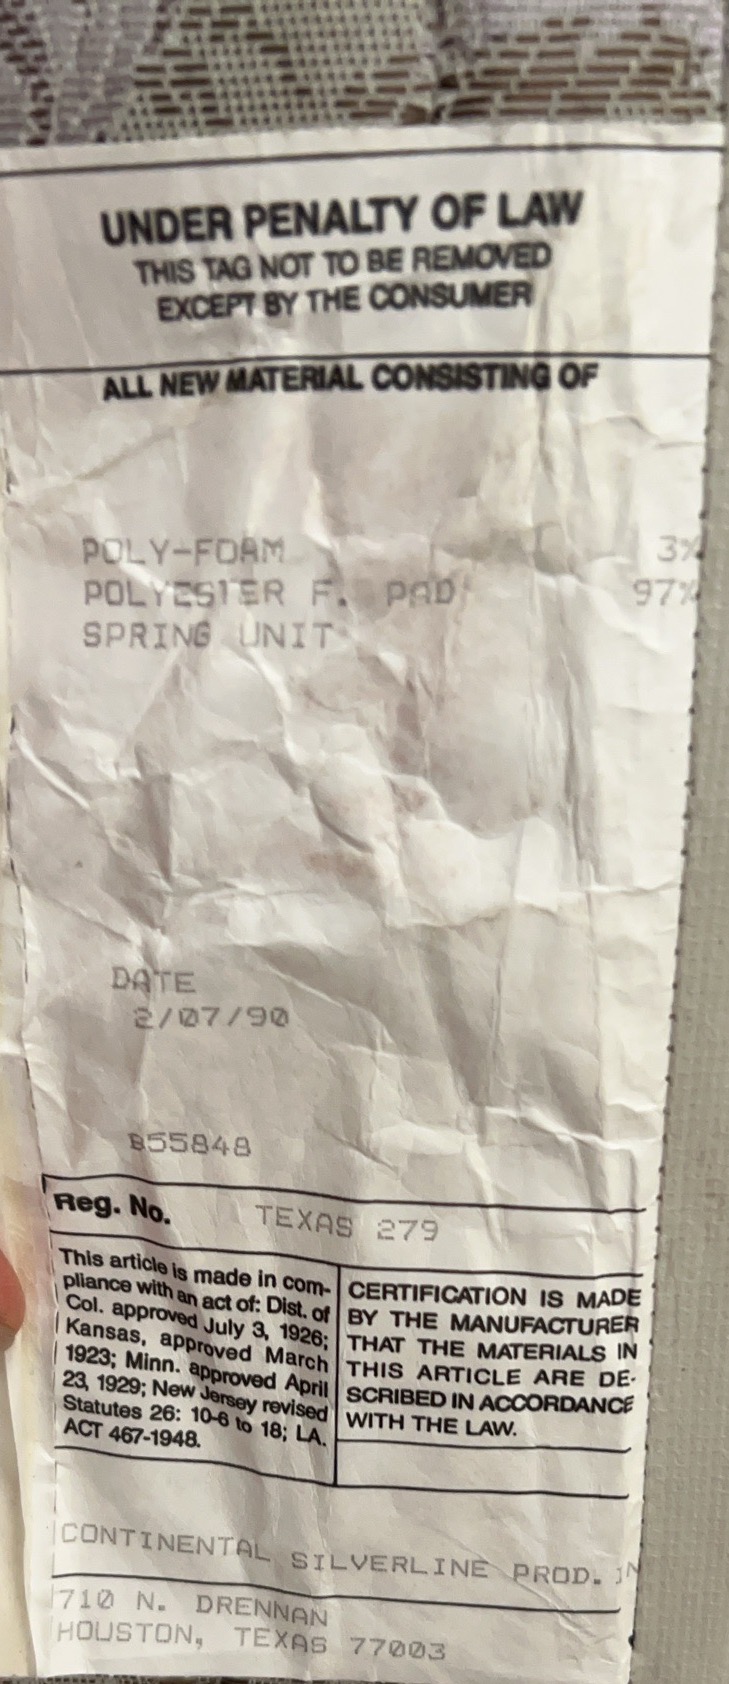 UNDER PENALTY OF LAW
THIS TAG NOT TO BE REMOVED
EXCEPT BY THE CONSUMER
ALL NEW MATERIAL CONSISTING OF
POLY-FOAM 3%
POLYESTER F. PAD 97%
SPRING UNIT
DATE
2/07/90
B55848
Reg. No. TEXAS 279
This article is made in com-
pliance with an act of: Dist. of
Col. approved July 3, 1926;
Kansas, approved March
1923; Minn. approved April
23, 1929; New Jersey revised
Statutes 26: 10-6 to 18; LA.
ACT 467-1948.
CERTIFICATION IS MADE
BY THE MANUFACTURER
THAT THE MATERIALS IN
THIS ARTICLE ARE DE-
SCRIBED IN ACCORDANCE
WITH THE LAW.
CONTINENTAL SILVERLINE PROD. IN
710 N. DRENNAN
HOUSTON, TEXAS 77003